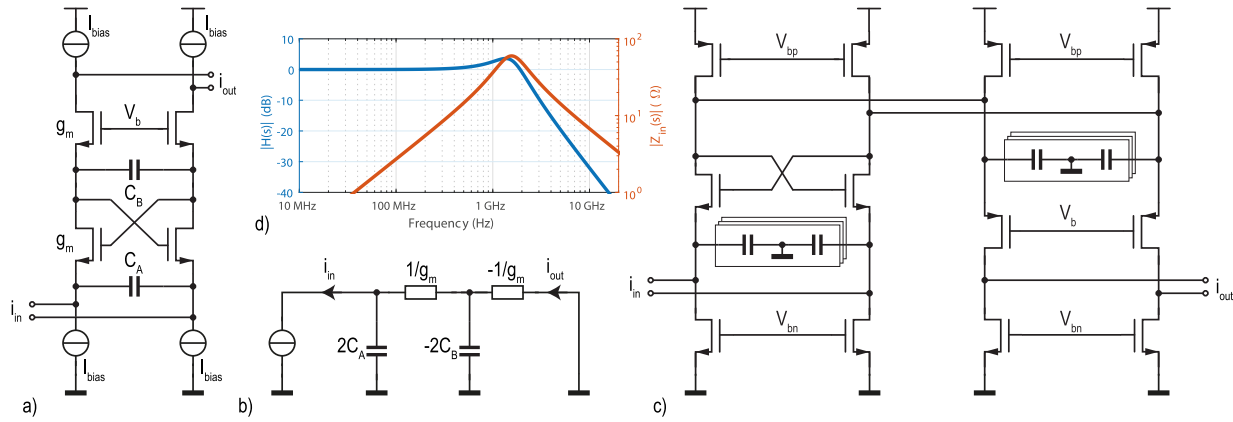 I_bias
I_bias
i_out
g_m
V_b
C_B
g_m
C_A
i_in
I_bias
I_bias
a)
10
0
-10
-20
-30
-40
|H(s)| (dB)
10^2
10^1
10^0
|Z_in(s)| (Ω)
10 MHz
100 MHz
1 GHz
10 GHz
Frequency (Hz)
d)
i_in
1/g_m
-1/g_m
i_out
2C_A
-2C_B
b)
V_bp
V_bp
V_b
i_in
i_out
V_bn
V_bn
c)